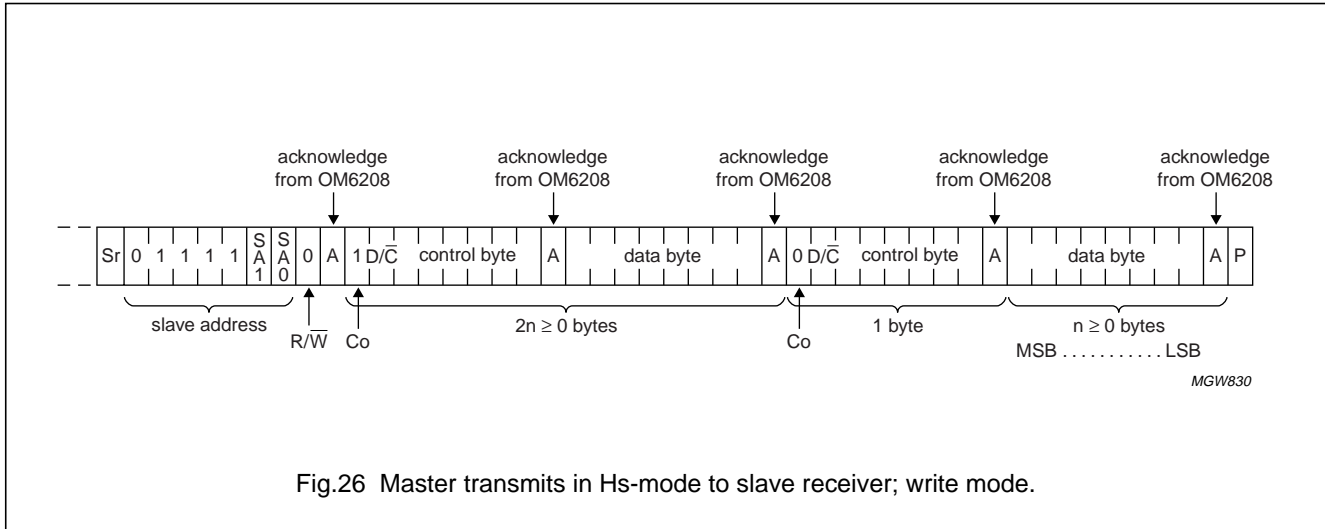 acknowledge from OM6208
acknowledge from OM6208
acknowledge from OM6208
acknowledge from OM6208
acknowledge from OM6208
Sr 0 1 1 1 1 SA1 SA0 0 A 1 D/C̅ control byte A data byte A 0 D/C̅ control byte A data byte A P
slave address
R/W̅
Co
2n ≥ 0 bytes
Co
1 byte
n ≥ 0 bytes
MSB . . . . . . . . . . . LSB
MGW830
Fig.26 Master transmits in Hs-mode to slave receiver; write mode.